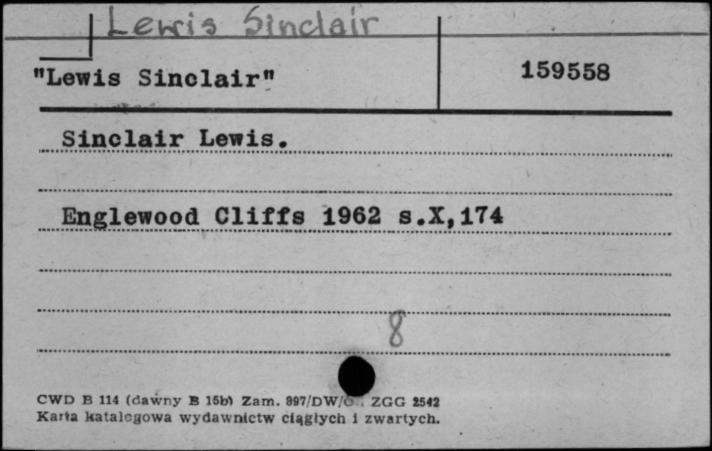 Lewis Sinclair
"Lewis Sinclair"
159558
Sinclair Lewis.
Englewood Cliffs 1962 s.X,174
8
CWD B 114 (dawny B 15b) Zam. 897/DW/ ZGG 2542
Karta katalogowa wydawnictw ciągłych i zwartych.